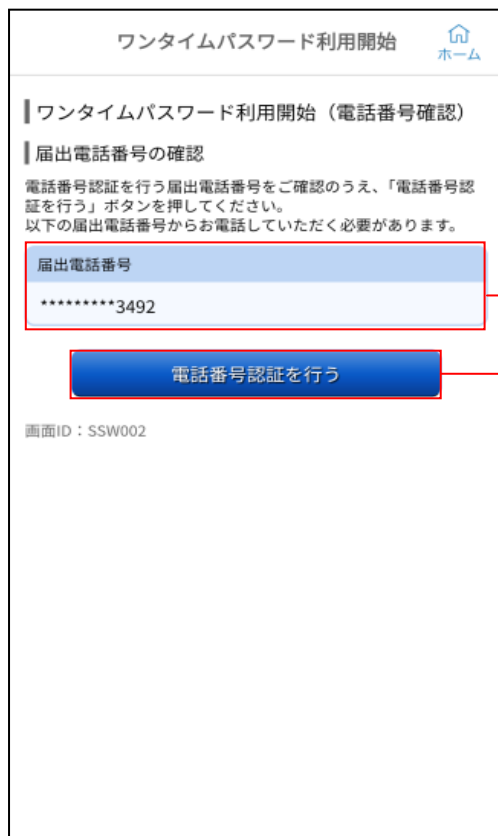 ワンタイムパスワード利用開始
ホーム
ワンタイムパスワード利用開始（電話番号確認）
届出電話番号の確認
電話番号認証を行う届出電話番号をご確認のうえ、「電話番号認
証を行う」ボタンを押してください。
以下の届出電話番号からお電話していただく必要があります。
届出電話番号
*********3492
電話番号認証を行う
画面ID：SSW002